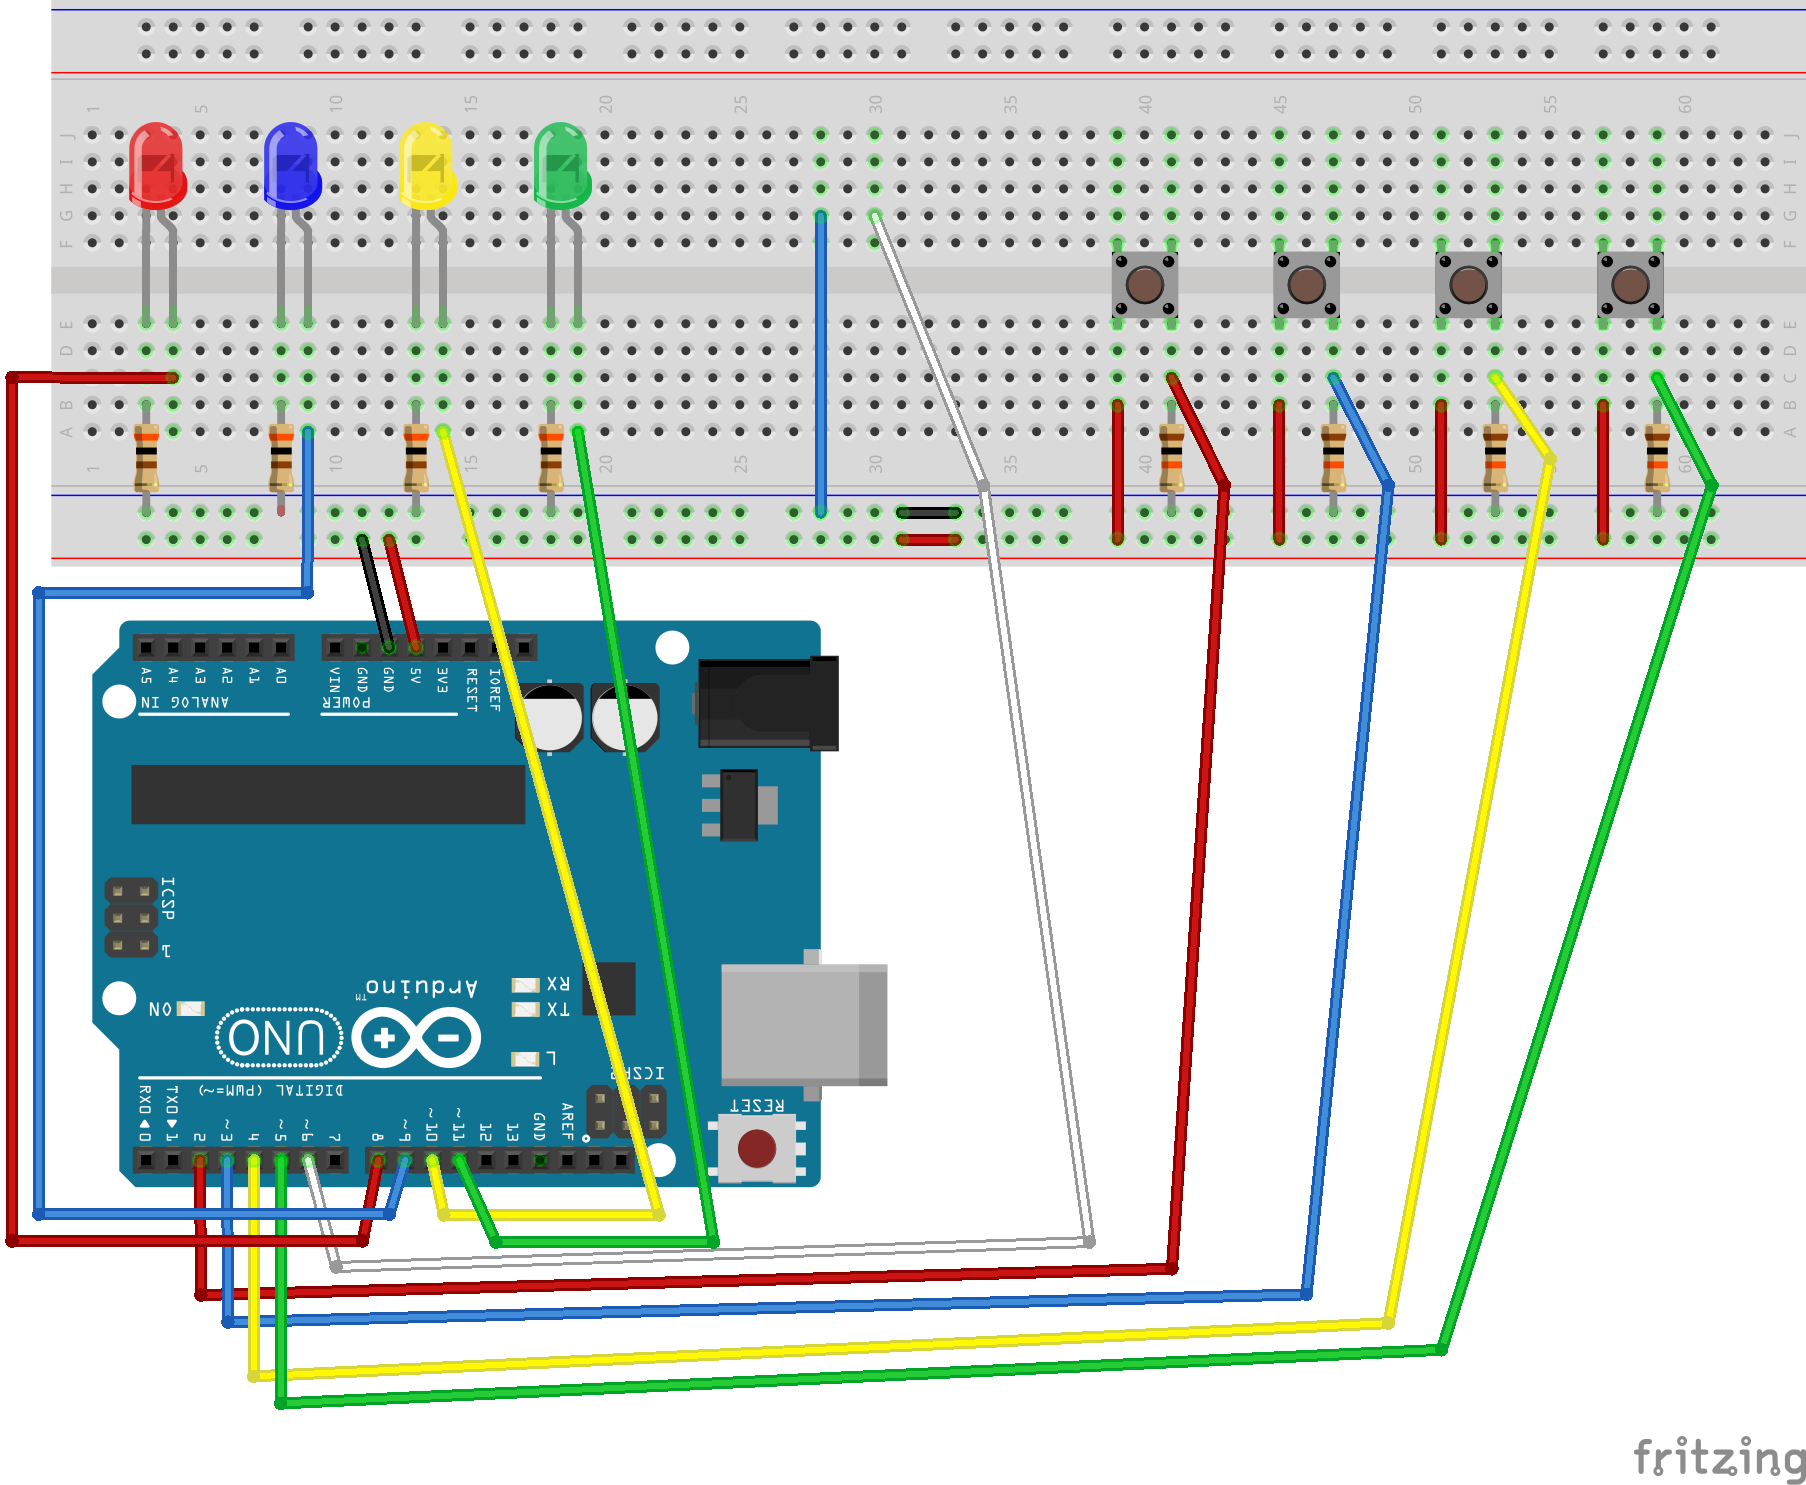 1 5 10 15 20 25 30 35 40 45 50 55 60
J J
I I
H H
G G
F F
E E
D D
C
B B
A A
1 5 10 15 20 25 30 35 40 50 60
A5 A4 A3 A2 A1 A0 VIN GND GND 5V 3V3 RESET IOREF
ANALOG IN POWER
ICSP
1
Arduino™
ON UNO
RX
TX
L
DIGITAL (PWM=~) ICSP
RESET
RX0 TX0 ~ ~ ~ ~ ~ ~ GND AREF
0 1 2 3 4 5 6 7 8 9 10 11 12 13
fritzing